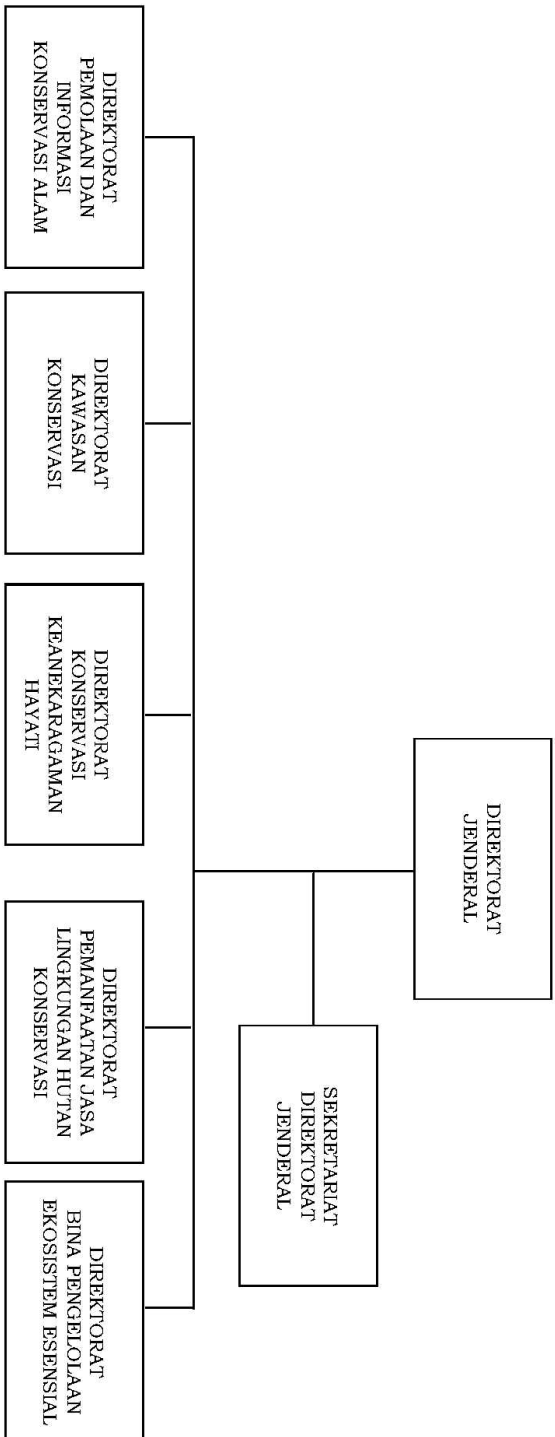 DIREKTORAT
JENDERAL
SEKRETARIAT
DIREKTORAT
JENDERAL
DIREKTORAT
PEMOLAAN DAN
INFORMASI
KONSERVASI ALAM
DIREKTORAT
KAWASAN
KONSERVASI
DIREKTORAT
KONSERVASI
KEANEKARAGAMAN
HAYATI
DIREKTORAT
PEMANFAATAN JASA
LINGKUNGAN HUTAN
KONSERVASI
DIREKTORAT
BINA PENGELOLAAN
EKOSISTEM ESENSIAL